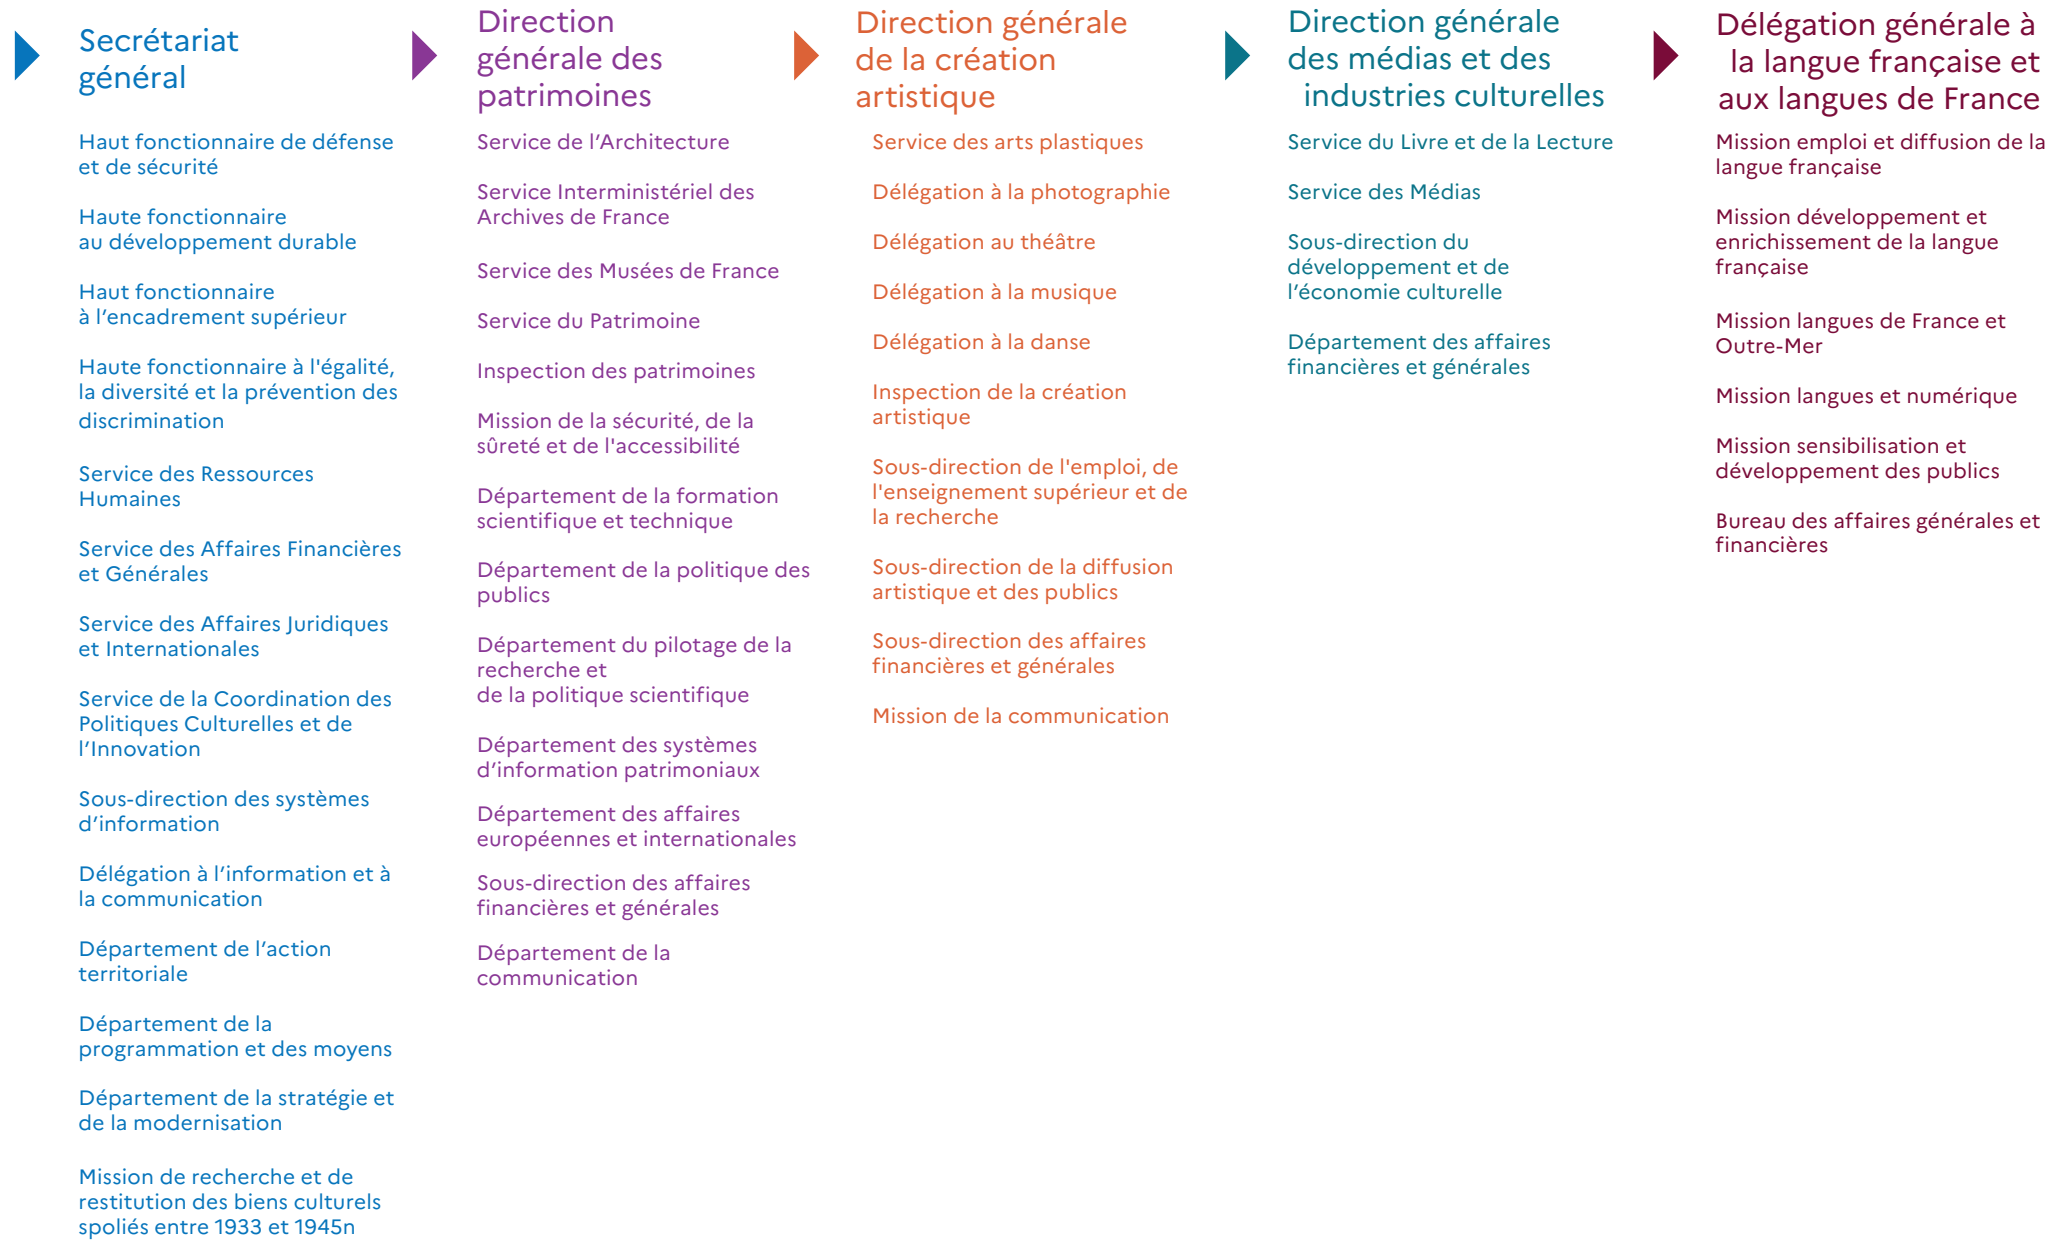 Secrétariat
général
Haut fonctionnaire de défense
et de sécurité
Haute fonctionnaire
au développement durable
Haut fonctionnaire
à l’encadrement supérieur
Haute fonctionnaire à l'égalité,
la diversité et la prévention des
discrimination
Service des Ressources
Humaines
Service des Affaires Financières
et Générales
Service des Affaires Juridiques
et Internationales
Service de la Coordination des
Politiques Culturelles et de
l’Innovation
Sous-direction des systèmes
d’information
Délégation à l’information et à
la communication
Département de l’action
territoriale
Département de la
programmation et des moyens
Département de la stratégie et
de la modernisation
Mission de recherche et de
restitution des biens culturels
spoliés entre 1933 et 1945n
Direction
générale des
patrimoines
Service de l’Architecture
Service Interministériel des
Archives de France
Service des Musées de France
Service du Patrimoine
Inspection des patrimoines
Mission de la sécurité, de la
sûreté et de l'accessibilité
Département de la formation
scientifique et technique
Département de la politique des
publics
Département du pilotage de la
recherche et
de la politique scientifique
Département des systèmes
d’information patrimoniaux
Département des affaires
européennes et internationales
Sous-direction des affaires
financières et générales
Département de la
communication
Direction générale
de la création
artistique
Service des arts plastiques
Délégation à la photographie
Délégation au théâtre
Délégation à la musique
Délégation à la danse
Inspection de la création
artistique
Sous-direction de l'emploi, de
l'enseignement supérieur et de
la recherche
Sous-direction de la diffusion
artistique et des publics
Sous-direction des affaires
financières et générales
Mission de la communication
Direction générale
des médias et des
industries culturelles
Service du Livre et de la Lecture
Service des Médias
Sous-direction du
développement et de
l’économie culturelle
Département des affaires
financières et générales
Délégation générale à
la langue française et
aux langues de France
Mission emploi et diffusion de la
langue française
Mission développement et
enrichissement de la langue
française
Mission langues de France et
Outre-Mer
Mission langues et numérique
Mission sensibilisation et
développement des publics
Bureau des affaires générales et
financières